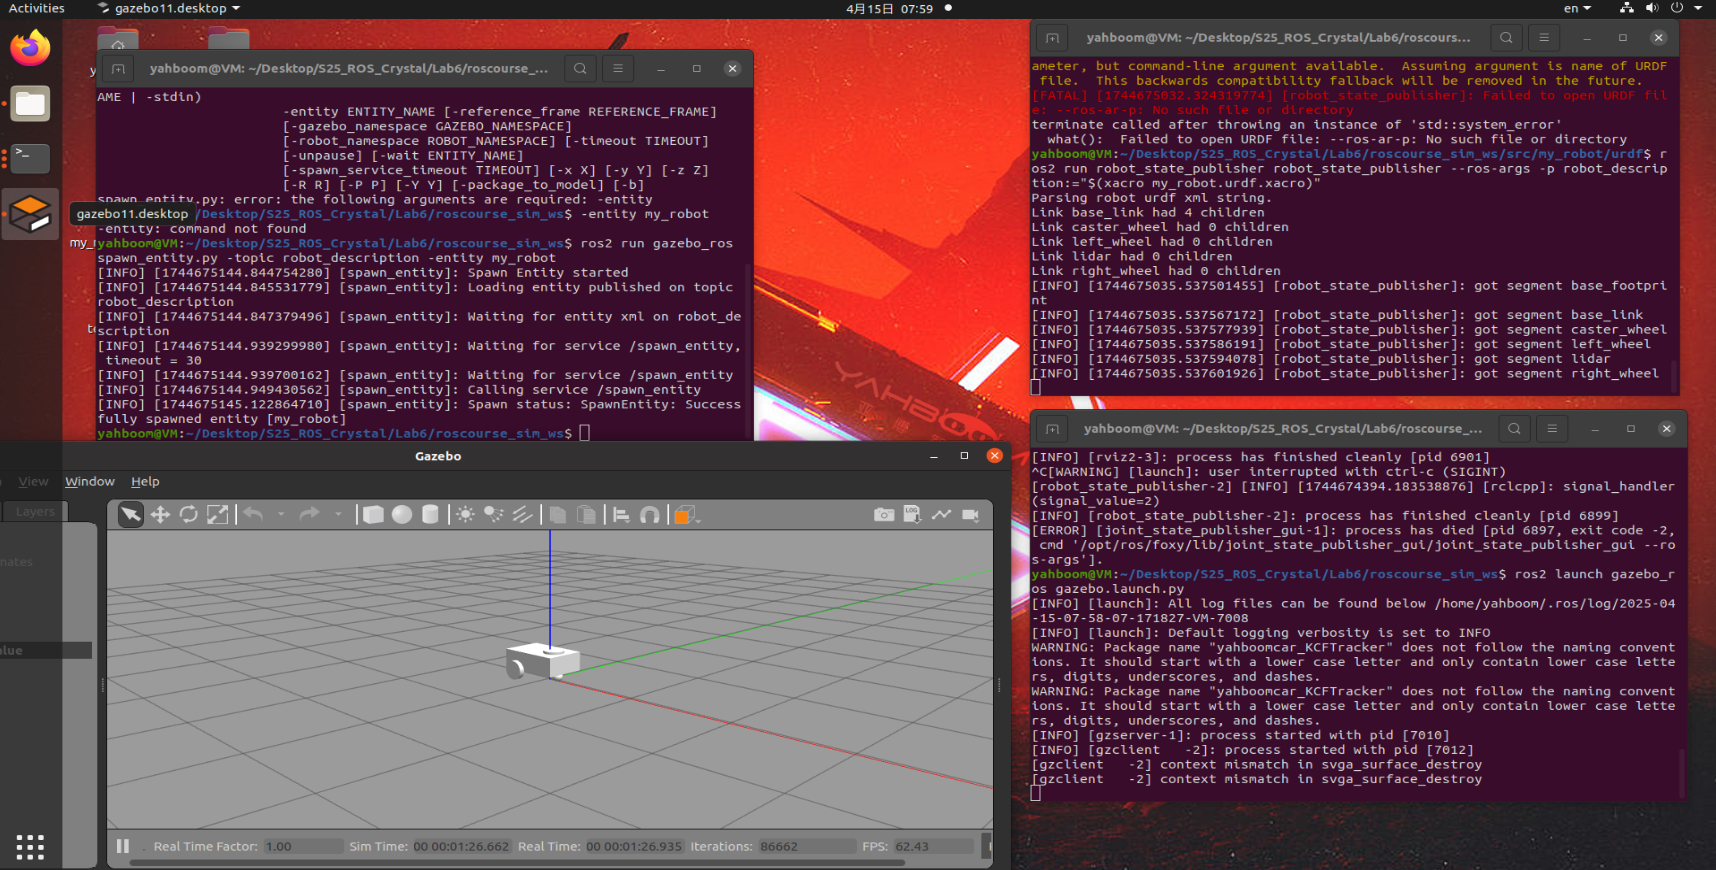 Activities
gazebo11.desktop
4月15日 07:59
en
yahboom@VM: ~/Desktop/S25_ROS_Crystal/Lab6/roscourse_...
AME | -stdin)
-entity ENTITY_NAME [-reference_frame REFERENCE_FRAME]
[-gazebo_namespace GAZEBO_NAMESPACE]
[-robot_namespace ROBOT_NAMESPACE] [-timeout TIMEOUT]
[-unpause] [-wait ENTITY_NAME]
[-spawn_service_timeout TIMEOUT] [-x X] [-y Y] [-z Z]
[-R R] [-P P] [-Y Y] [-package_to_model] [-b]
spawn_entity.py: error: the following arguments are required: -entity
gazebo11.desktop
/Desktop/S25_ROS_Crystal/Lab6/roscourse_sim_ws$ -entity my_robot
-entity: command not found
yahboom@VM:~/Desktop/S25_ROS_Crystal/Lab6/roscourse_sim_ws$ ros2 run gazebo_ros
spawn_entity.py -topic robot_description -entity my_robot
[INFO] [1744675144.844754280] [spawn_entity]: Spawn Entity started
[INFO] [1744675144.845531779] [spawn_entity]: Loading entity published on topic
robot_description
[INFO] [1744675144.847379496] [spawn_entity]: Waiting for entity xml on robot_de
scription
[INFO] [1744675144.939299980] [spawn_entity]: Waiting for service /spawn_entity,
timeout = 30
[INFO] [1744675144.939700162] [spawn_entity]: Waiting for service /spawn_entity
[INFO] [1744675144.949430562] [spawn_entity]: Calling service /spawn_entity
[INFO] [1744675145.122864710] [spawn_entity]: Spawn status: SpawnEntity: Success
fully spawned entity [my_robot]
yahboom@VM:~/Desktop/S25_ROS_Crystal/Lab6/roscourse_sim_ws$
yahboom@VM: ~/Desktop/S25_ROS_Crystal/Lab6/roscours...
ameter, but command-line argument available.  Assuming argument is name of URDF
file.  This backwards compatibility fallback will be removed in the future.
[FATAL] [1744675032.324319774] [robot_state_publisher]: Failed to open URDF fil
e: --ros-ar-p: No such file or directory
terminate called after throwing an instance of 'std::system_error'
what():  Failed to open URDF file: --ros-ar-p: No such file or directory
yahboom@VM:~/Desktop/S25_ROS_Crystal/Lab6/roscourse_sim_ws/src/my_robot/urdf$ r
os2 run robot_state_publisher robot_state_publisher --ros-args -p robot_descrip
tion:="$(xacro my_robot.urdf.xacro)"
Parsing robot urdf xml string.
Link base_link had 4 children
Link caster_wheel had 0 children
Link left_wheel had 0 children
Link lidar had 0 children
Link right_wheel had 0 children
[INFO] [1744675035.537501455] [robot_state_publisher]: got segment base_footpri
nt
[INFO] [1744675035.537567172] [robot_state_publisher]: got segment base_link
[INFO] [1744675035.537577939] [robot_state_publisher]: got segment caster_wheel
[INFO] [1744675035.537586191] [robot_state_publisher]: got segment left_wheel
[INFO] [1744675035.537594078] [robot_state_publisher]: got segment lidar
[INFO] [1744675035.537601926] [robot_state_publisher]: got segment right_wheel
YAHBOO
yahboom@VM: ~/Desktop/S25_ROS_Crystal/Lab6/roscourse_...
[INFO] [rviz2-3]: process has finished cleanly [pid 6901]
^C[WARNING] [launch]: user interrupted with ctrl-c (SIGINT)
[robot_state_publisher-2] [INFO] [1744674394.183538876] [rclcpp]: signal_handler
(signal_value=2)
[INFO] [robot_state_publisher-2]: process has finished cleanly [pid 6899]
[ERROR] [joint_state_publisher_gui-1]: process has died [pid 6897, exit code -2,
cmd '/opt/ros/foxy/lib/joint_state_publisher_gui/joint_state_publisher_gui --ro
s-args'].
yahboom@VM:~/Desktop/S25_ROS_Crystal/Lab6/roscourse_sim_ws$ ros2 launch gazebo_r
os gazebo.launch.py
[INFO] [launch]: All log files can be found below /home/yahboom/.ros/log/2025-04
-15-07-58-07-171827-VM-7008
[INFO] [launch]: Default logging verbosity is set to INFO
WARNING: Package name "yahboomcar_KCFTracker" does not follow the naming convent
ions. It should start with a lower case letter and only contain lower case lette
rs, digits, underscores, and dashes.
WARNING: Package name "yahboomcar_KCFTracker" does not follow the naming convent
ions. It should start with a lower case letter and only contain lower case lette
rs, digits, underscores, and dashes.
[INFO] [gzserver-1]: process started with pid [7010]
[INFO] [gzclient   -2]: process started with pid [7012]
[gzclient   -2] context mismatch in svga_surface_destroy
[gzclient   -2] context mismatch in svga_surface_destroy
Gazebo
View Window Help
Layers
nates
alue
LOG
Real Time Factor: 1.00 Sim Time: 00 00:01:26.662 Real Time: 00 00:01:26.935 Iterations: 86662 FPS: 62.43